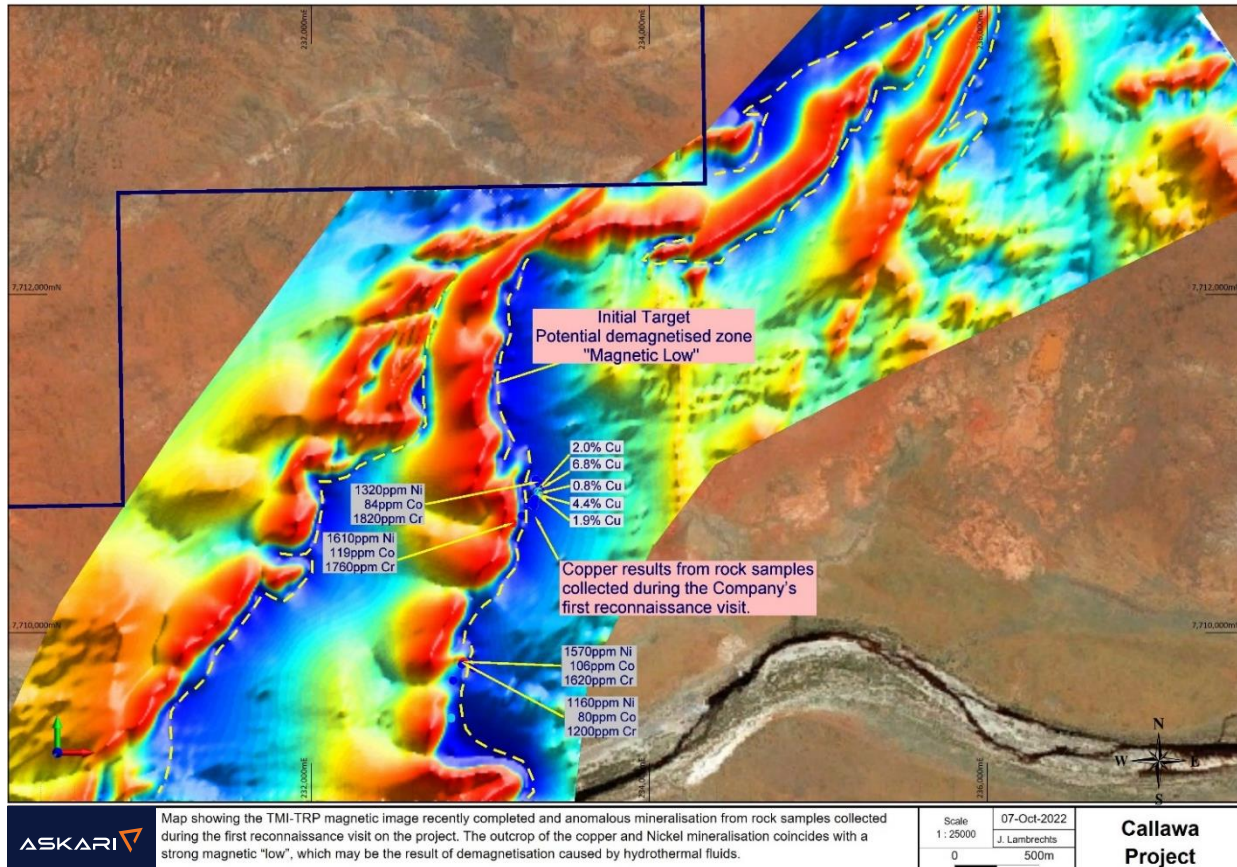 232,000mE
234,000mE
236,000mE
7,712,000mN
7,712,000mN
Initial Target
Potential demagnetised zone
"Magnetic Low"
2.0% Cu
6.8% Cu
0.8% Cu
4.4% Cu
1.9% Cu
1320ppm Ni
84ppm Co
1820ppm Cr
1610ppm Ni
119ppm Co
1760ppm Cr
Copper results from rock samples
collected during the Company's
first reconnaissance visit.
7,710,000mN
7,710,000mN
1570ppm Ni
106ppm Co
1620ppm Cr
1160ppm Ni
80ppm Co
1200ppm Cr
N
W E
S
232,000mE
234,000mE
236,000mE
ASKARI
Map showing the TMI-TRP magnetic image recently completed and anomalous mineralisation from rock samples collected
during the first reconnaissance visit on the project. The outcrop of the copper and Nickel mineralisation coincides with a
strong magnetic "low", which may be the result of demagnetisation caused by hydrothermal fluids.
Scale
1 : 25000
07-Oct-2022
J. Lambrechts
0 500m
Callawa
Project